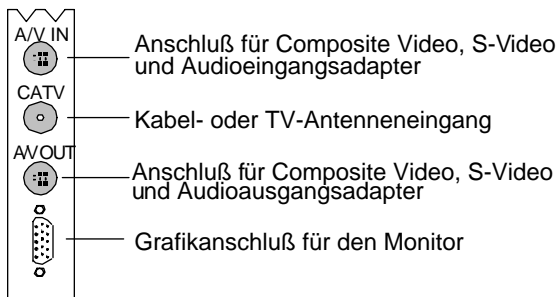 A/V IN
Anschluß für Composite Video, S-Video
und Audioeingangsadapter
CATV
Kabel- oder TV-Antenneneingang
A/V OUT
Anschluß für Composite Video, S-Video
und Audioausgangsadapter
Grafikanschluß für den Monitor